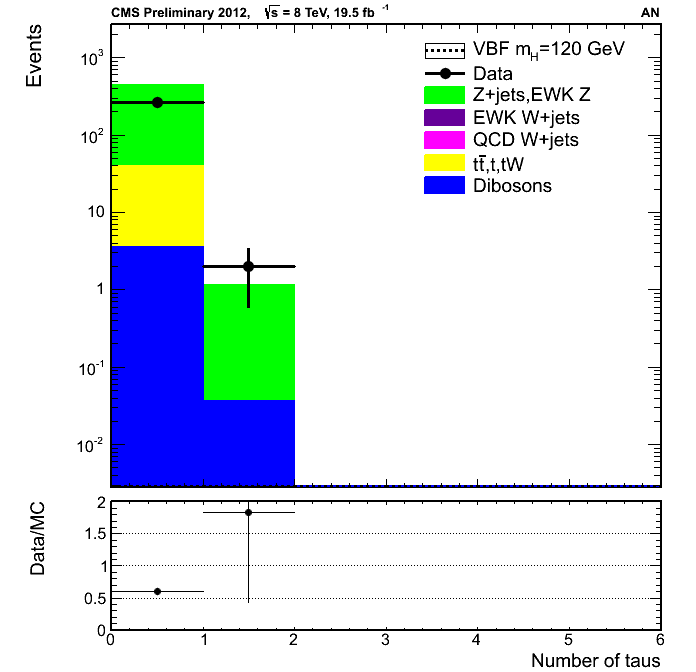 CMS Preliminary 2012, √s = 8 TeV, 19.5 fb⁻¹ AN
Events
10³
10²
10
1
10⁻¹
10⁻²
VBF m_H=120 GeV
Data
Z+jets,EWK Z
EWK W+jets
QCD W+jets
tt̅,t,tW
Dibosons
Data/MC
2
1.5
1
0.5
0
0 1 2 3 4 5 6
Number of taus